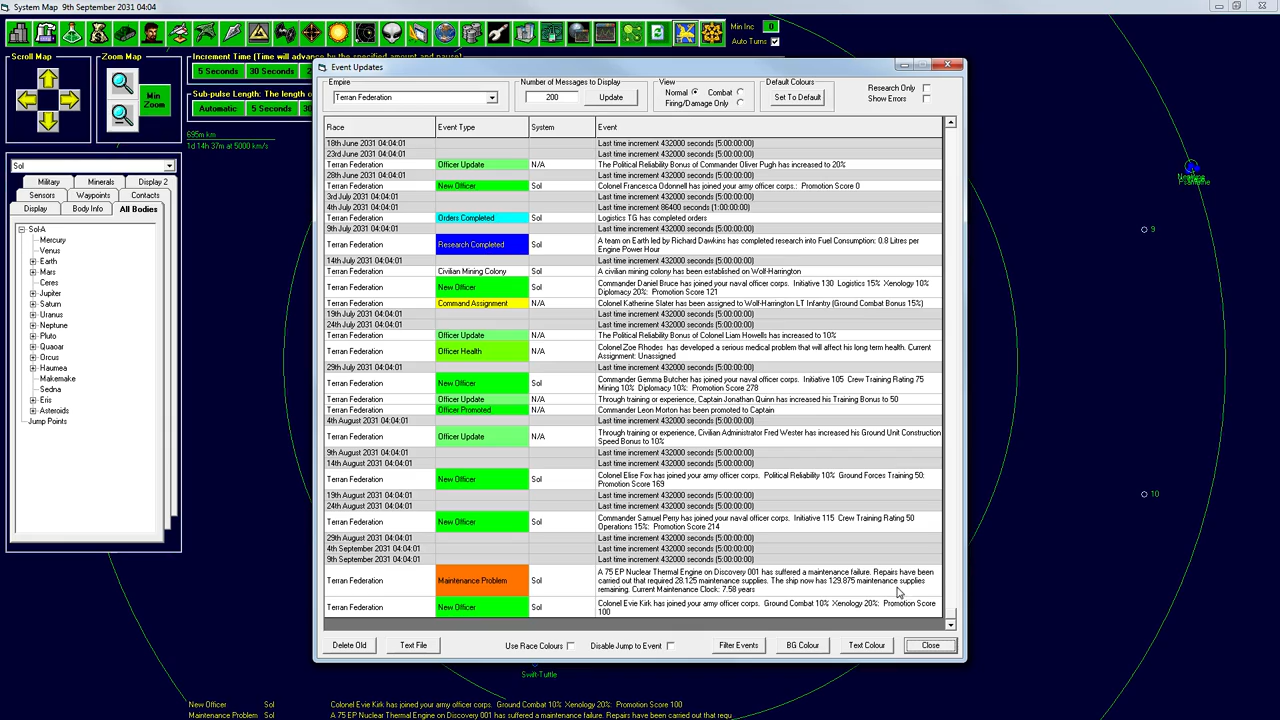 System Map 9th September 2031 04:04
Min Inc 0
Auto Turns
Scroll Map
Zoom Map
Min Zoom
Increment Time (Time will advance by the specified amount and pause)
5 Seconds 30 Seconds
Sub-pulse Length: The length o
Automatic 5 Seconds
695m km
1d 14h 37m at 5000 km/s
Sol
Military Minerals Display 2
Sensors Waypoints Contacts
Display Body Info All Bodies
Sol-A
Mercury
Venus
Earth
Mars
Ceres
Jupiter
Saturn
Uranus
Neptune
Pluto
Quaoar
Orcus
Haumea
Makemake
Sedna
Eris
Asteroids
Jump Points
Event Updates
Empire
Terran Federation
Number of Messages to Display
200 Update
View
Normal Combat
Firing/Damage Only
Default Colours
Set To Default
Research Only
Show Errors
Race Event Type System Event
18th June 2031 04:04:01 Last time increment 432000 seconds (5:00:00:00)
23rd June 2031 04:04:01 Last time increment 432000 seconds (5:00:00:00)
Terran Federation Officer Update N/A The Political Reliability Bonus of Commander Oliver Pugh has increased to 20%
28th June 2031 04:04:01 Last time increment 432000 seconds (5:00:00:00)
Terran Federation New Officer Sol Colonel Francesca Odonnell has joined your army officer corps.: Promotion Score 0
3rd July 2031 04:04:01 Last time increment 432000 seconds (5:00:00:00)
4th July 2031 04:04:01 Last time increment 86400 seconds (1:00:00:00)
Terran Federation Orders Completed Sol Logistics TG has completed orders
9th July 2031 04:04:01 Last time increment 432000 seconds (5:00:00:00)
Terran Federation Research Completed Sol A team on Earth led by Richard Dawkins has completed research into Fuel Consumption: 0.8 Litres per
Engine Power Hour
14th July 2031 04:04:01 Last time increment 432000 seconds (5:00:00:00)
Terran Federation Civilian Mining Colony Sol A civilian mining colony has been established on Wolf-Harrington
Terran Federation New Officer Sol Commander Daniel Bruce has joined your naval officer corps. Initiative 130 Logistics 15% Xenology 10%
Diplomacy 20%: Promotion Score 121
Terran Federation Command Assignment N/A Colonel Katherine Slater has been assigned to Wolf-Harrington LT Infantry (Ground Combat Bonus 15%)
19th July 2031 04:04:01 Last time increment 432000 seconds (5:00:00:00)
24th July 2031 04:04:01 Last time increment 432000 seconds (5:00:00:00)
Terran Federation Officer Update N/A The Political Reliability Bonus of Colonel Liam Howells has increased to 10%
Terran Federation Officer Health N/A Colonel Zoe Rhodes has developed a serious medical problem that will affect his long term health. Current
Assignment: Unassigned
29th July 2031 04:04:01 Last time increment 432000 seconds (5:00:00:00)
Terran Federation New Officer Sol Commander Gemma Butcher has joined your naval officer corps. Initiative 105 Crew Training Rating 75
Mining 10% Diplomacy 10%: Promotion Score 278
Terran Federation Officer Update N/A Through training or experience, Captain Jonathan Quinn has increased his Training Bonus to 50
Terran Federation Officer Promoted N/A Commander Leon Morton has been promoted to Captain
4th August 2031 04:04:01 Last time increment 432000 seconds (5:00:00:00)
Terran Federation Officer Update N/A Through training or experience, Civilian Administrator Fred Wester has increased his Ground Unit Construction
Speed Bonus to 10%
9th August 2031 04:04:01 Last time increment 432000 seconds (5:00:00:00)
14th August 2031 04:04:01 Last time increment 432000 seconds (5:00:00:00)
Terran Federation New Officer Sol Colonel Elise Fox has joined your army officer corps. Political Reliability 10% Ground Forces Training 50:
Promotion Score 169
19th August 2031 04:04:01 Last time increment 432000 seconds (5:00:00:00)
24th August 2031 04:04:01 Last time increment 432000 seconds (5:00:00:00)
Terran Federation New Officer Sol Commander Samuel Perry has joined your naval officer corps. Initiative 115 Crew Training Rating 50
Operations 15%: Promotion Score 214
29th August 2031 04:04:01 Last time increment 432000 seconds (5:00:00:00)
4th September 2031 04:04:01 Last time increment 432000 seconds (5:00:00:00)
9th September 2031 04:04:01 Last time increment 432000 seconds (5:00:00:00)
Terran Federation Maintenance Problem Sol A 75 EP Nuclear Thermal Engine on Discovery 001 has suffered a maintenance failure. Repairs have been
carried out that required 28.125 maintenance supplies. The ship now has 129.875 maintenance supplies
remaining. Current Maintenance Clock: 7.58 years
Terran Federation New Officer Sol Colonel Evie Kirk has joined your army officer corps. Ground Combat 10% Xenology 20%: Promotion Score
100
Delete Old Text File Use Race Colours Disable Jump to Event Filter Events BG Colour Text Colour Close
9
10
Swift-Tuttle
New Officer Sol Colonel Evie Kirk has joined your army officer corps. Ground Combat 10% Xenology 20%: Promotion Score 100
Maintenance Problem Sol A 75 EP Nuclear Thermal Engine on Discovery 001 has suffered a maintenance failure. Repairs have been carried out that requ